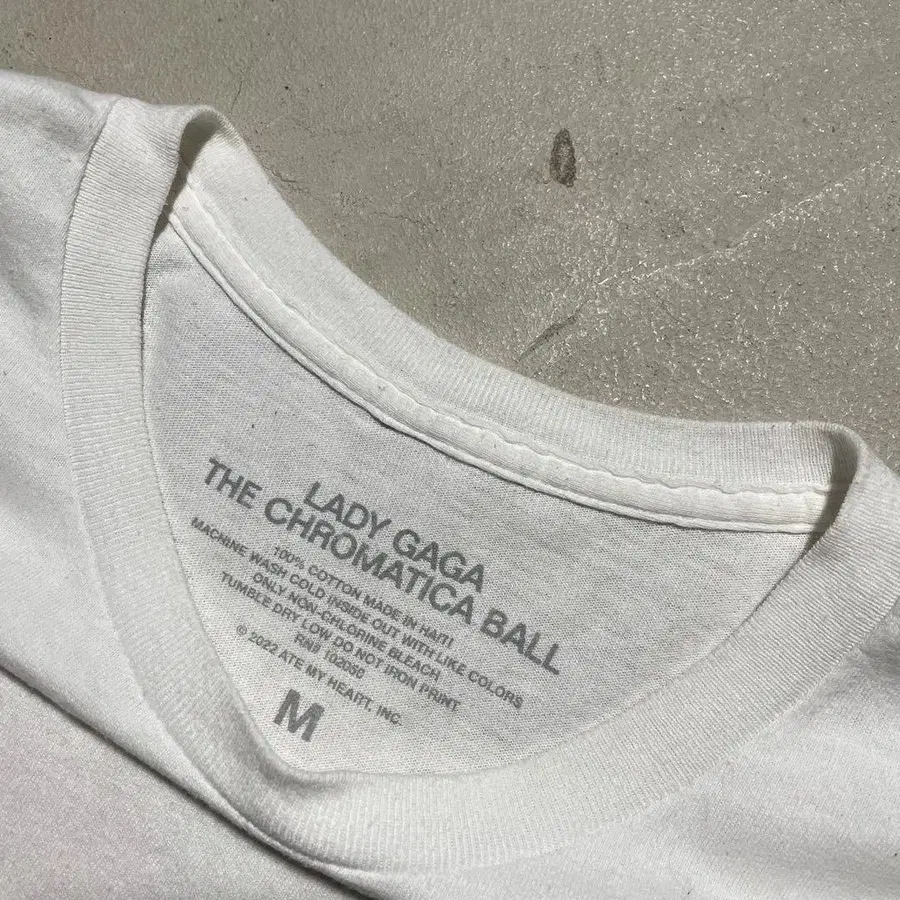 LADY GAGA
THE CHROMATICA BALL
100% COTTON MADE IN HAITI
MACHINE WASH COLD INSIDE OUT WITH LIKE COLORS
ONLY NON-CHLORINE BLEACH
TUMBLE DRY LOW DO NOT IRON PRINT
RN# 102050
© 2022 ATE MY HEART, INC.
M